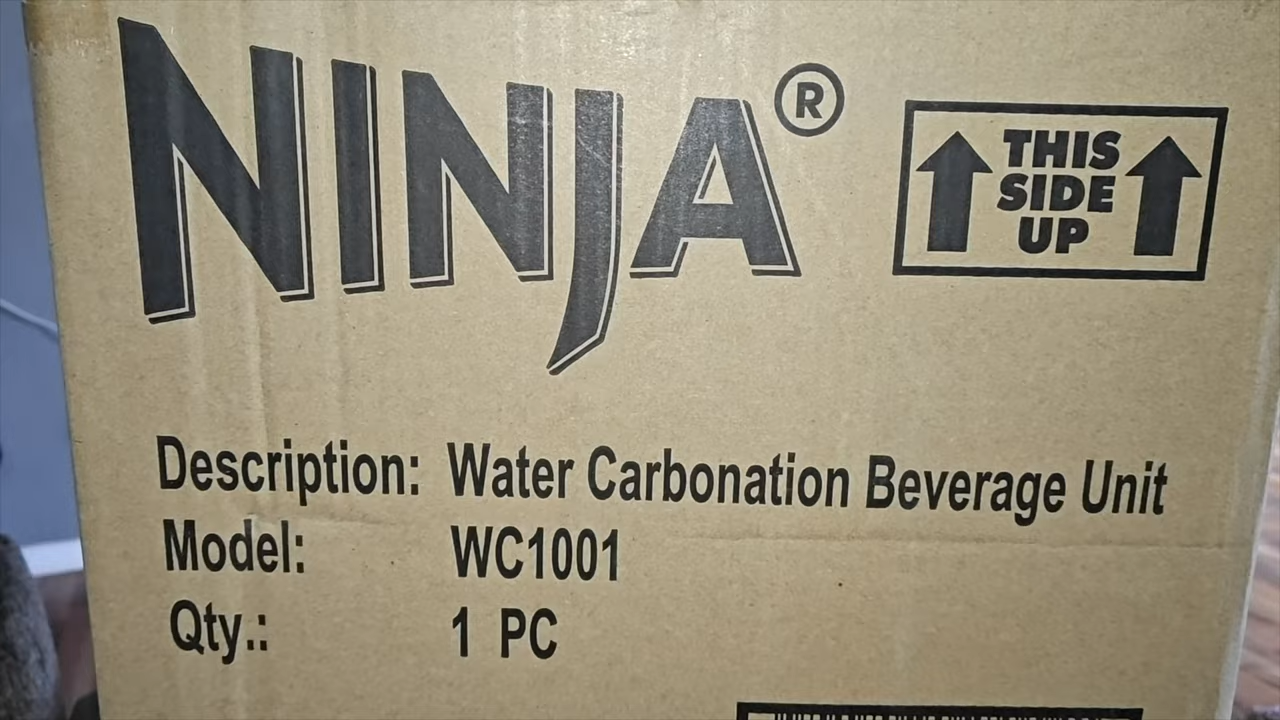 NINJA®
THIS
SIDE
UP
Description: Water Carbonation Beverage Unit
Model: WC1001
Qty.: 1 PC